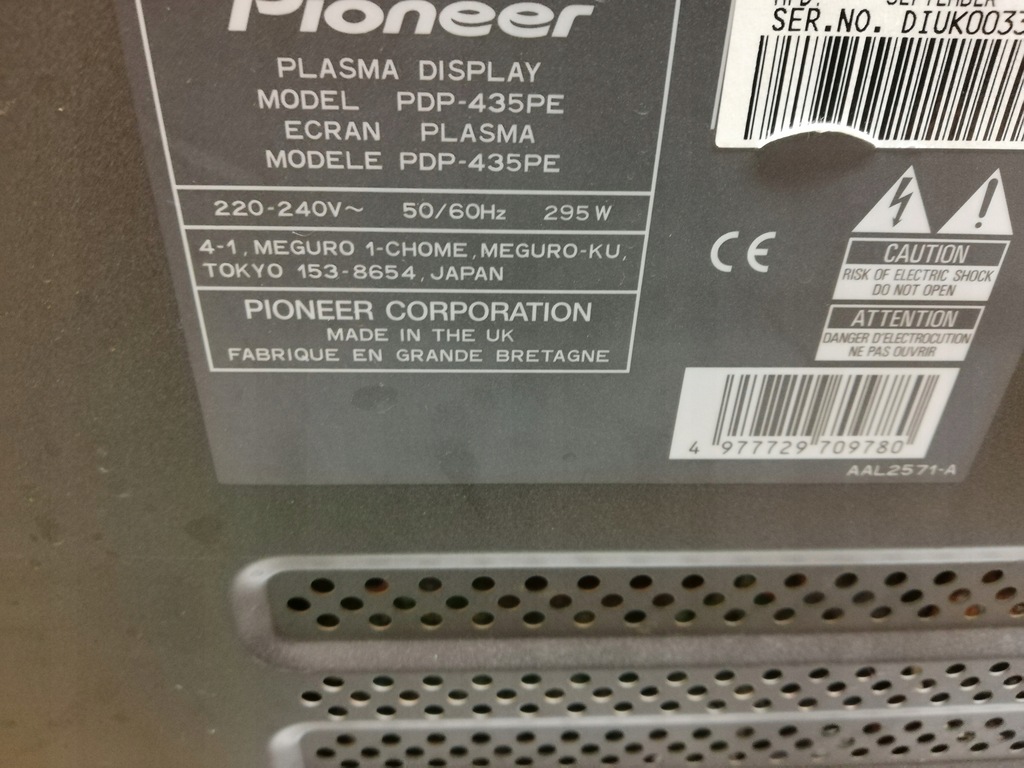 Pioneer
PLASMA DISPLAY
MODEL PDP-435PE
ECRAN PLASMA
MODELE PDP-435PE
220-240V~ 50/60Hz 295W
4-1, MEGURO 1-CHOME, MEGURO-KU,
TOKYO 153-8654, JAPAN
PIONEER CORPORATION
MADE IN THE UK
FABRIQUE EN GRANDE BRETAGNE
SEPTEMBER
SER.NO. DIUK0033
CE
CAUTION
RISK OF ELECTRIC SHOCK
DO NOT OPEN
ATTENTION
DANGER D'ELECTROCUTION
NE PAS OUVRIR
4 977729 709780
AAL2571-A